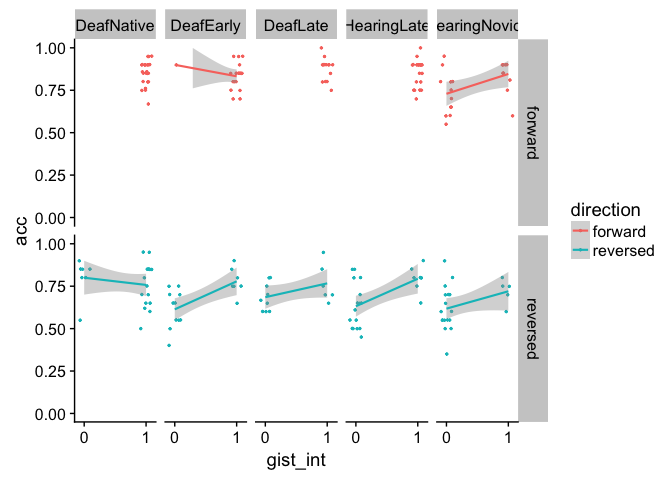 DeafNative DeafEarly DeafLate HearingLate earingNovic
1.00
0.75
0.50
0.25
0.00
forward
1.00
0.75
0.50
0.25
0.00
reversed
acc
0 1 0 1 0 1 0 1 0 1
gist_int
direction
forward
reversed